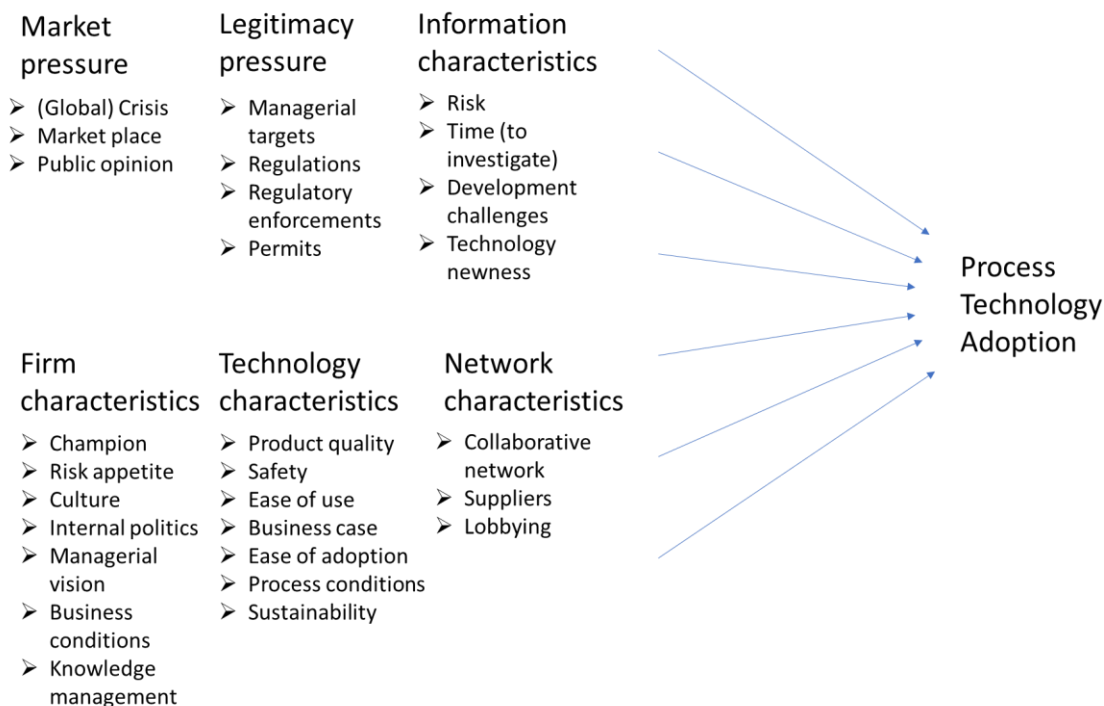 Market
pressure
➢ (Global) Crisis
➢ Market place
➢ Public opinion
Legitimacy
pressure
➢ Managerial
targets
➢ Regulations
➢ Regulatory
enforcements
➢ Permits
Information
characteristics
➢ Risk
➢ Time (to
investigate)
➢ Development
challenges
➢ Technology
newness
Firm
characteristics
➢ Champion
➢ Risk appetite
➢ Culture
➢ Internal politics
➢ Managerial
vision
➢ Business
conditions
➢ Knowledge
management
Technology
characteristics
➢ Product quality
➢ Safety
➢ Ease of use
➢ Business case
➢ Ease of adoption
➢ Process conditions
➢ Sustainability
Network
characteristics
➢ Collaborative
network
➢ Suppliers
➢ Lobbying
Process
Technology
Adoption